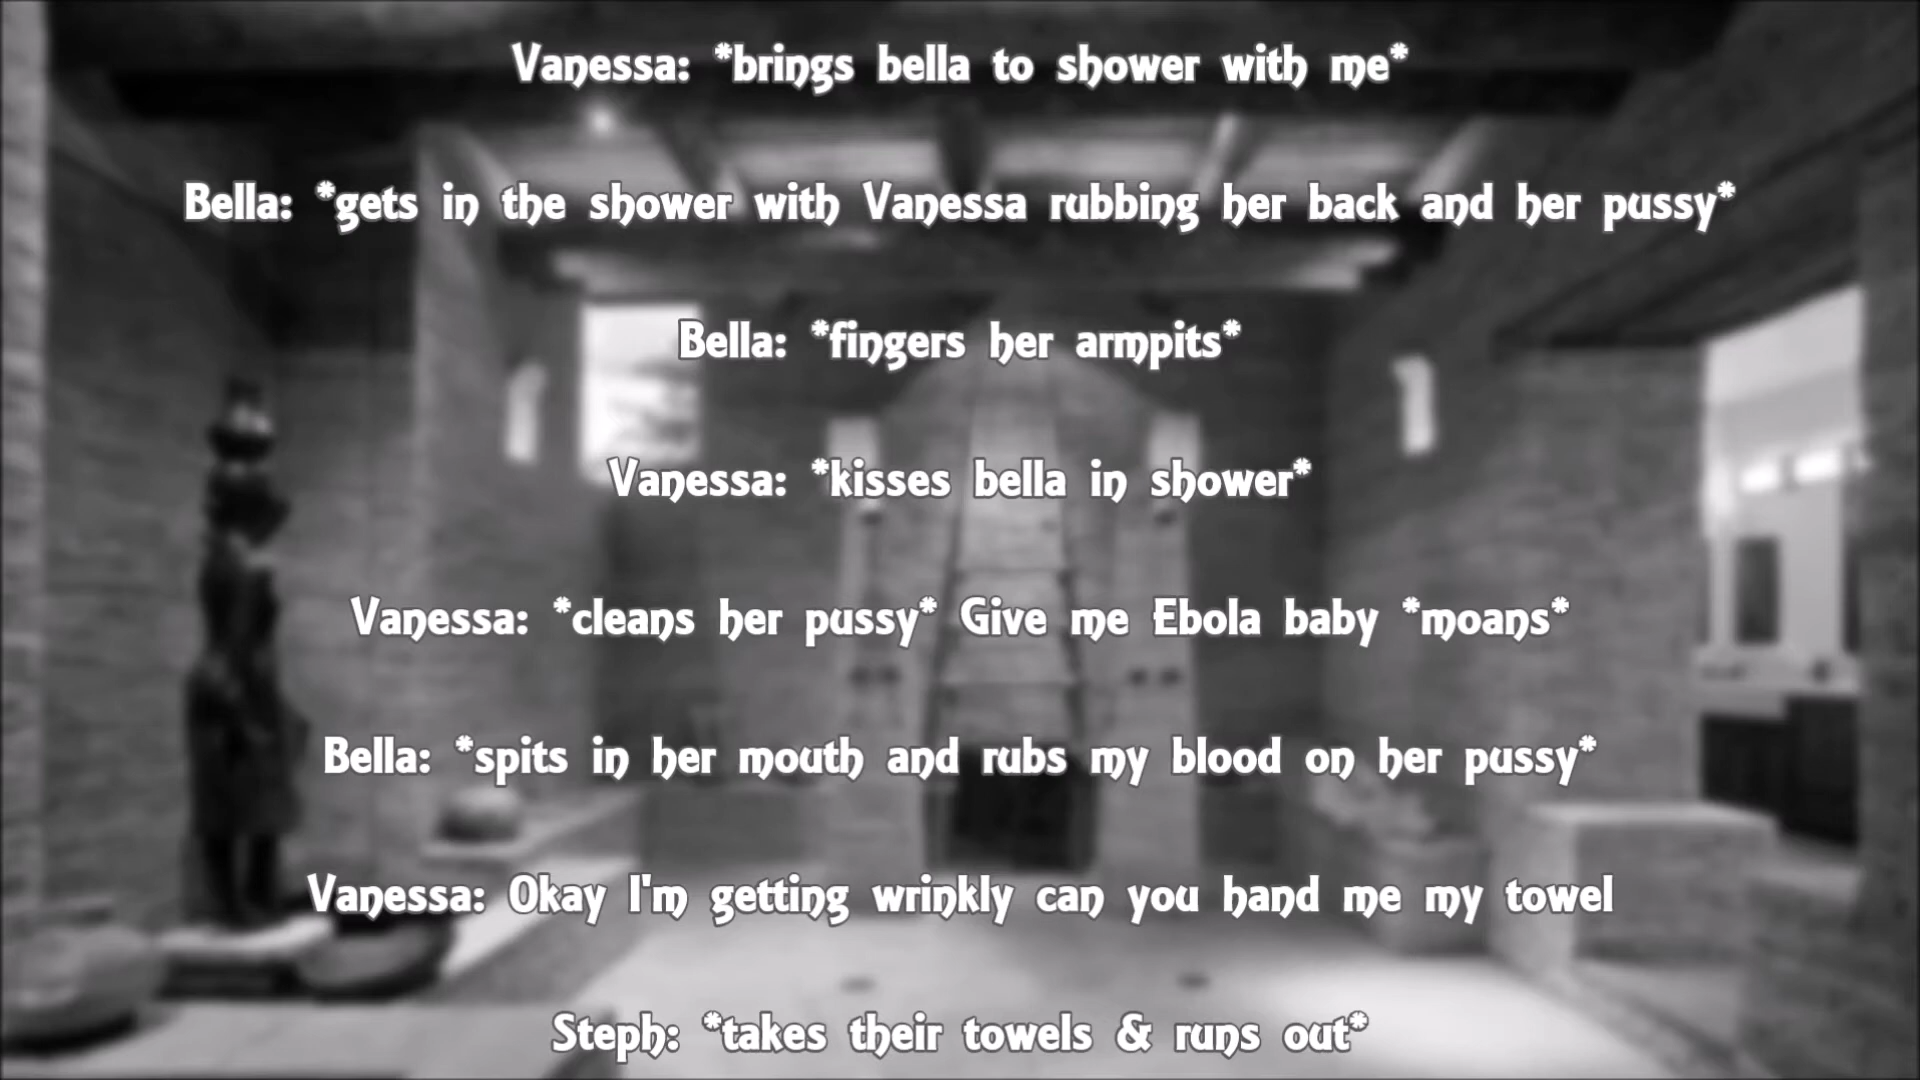 Vanessa: *brings bella to shower with me*
Bella: *gets in the shower with Vanessa rubbing her back and her pussy*
Bella: *fingers her armpits*
Vanessa: *kisses bella in shower*
Vanessa: *cleans her pussy* Give me Ebola baby *moans*
Bella: *spits in her mouth and rubs my blood on her pussy*
Vanessa: Okay I'm getting wrinkly can you hand me my towel
Steph: *takes their towels & runs out*